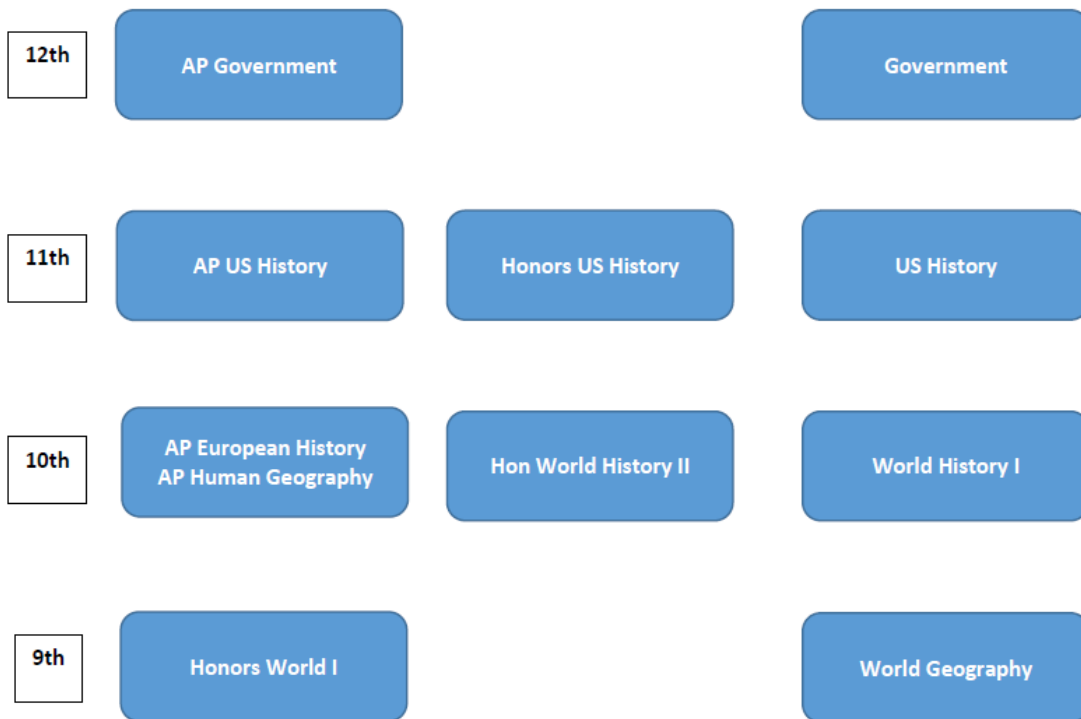 12th
AP Government
Government
11th
AP US History
Honors US History
US History
10th
AP European History
AP Human Geography
Hon World History II
World History I
9th
Honors World I
World Geography